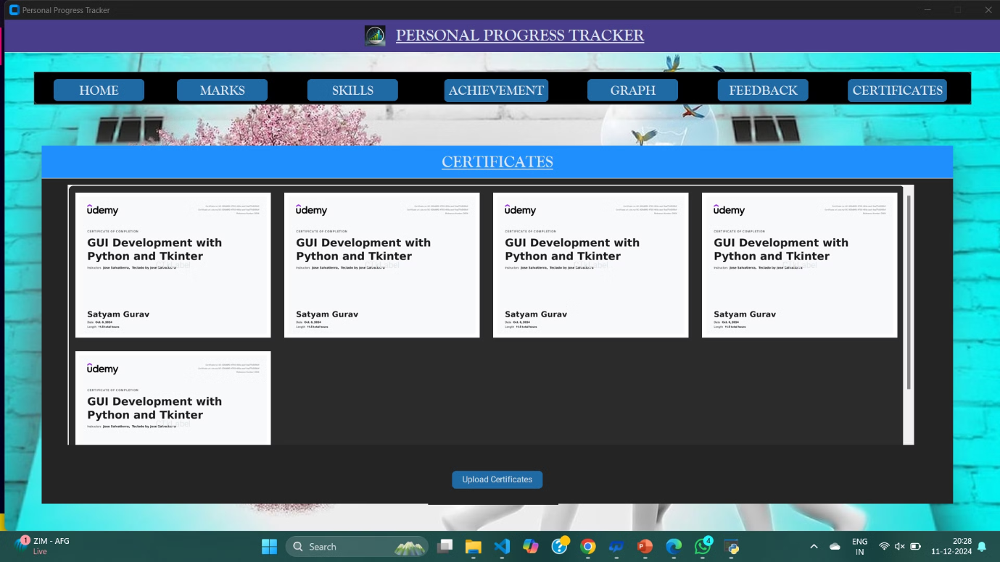 Personal Progress Tracker
PERSONAL PROGRESS TRACKER
HOME
MARKS
SKILLS
ACHIEVEMENT
GRAPH
FEEDBACK
CERTIFICATES
CERTIFICATES
ûdemy
CERTIFICATE OF COMPLETION
GUI Development with
Python and Tkinter
Instructors Jose Salvatierra, Teclado by Jose Salvatierra
Satyam Gurav
Date Oct. 6, 2024
Length 11.5 total hours
ûdemy
CERTIFICATE OF COMPLETION
GUI Development with
Python and Tkinter
Instructors Jose Salvatierra, Teclado by Jose Salvatierra
Satyam Gurav
Date Oct. 6, 2024
Length 11.5 total hours
ûdemy
CERTIFICATE OF COMPLETION
GUI Development with
Python and Tkinter
Instructors Jose Salvatierra, Teclado by Jose Salvatierra
Satyam Gurav
Date Oct. 6, 2024
Length 11.5 total hours
ûdemy
CERTIFICATE OF COMPLETION
GUI Development with
Python and Tkinter
Instructors Jose Salvatierra, Teclado by Jose Salvatierra
Satyam Gurav
Date Oct. 6, 2024
Length 11.5 total hours
ûdemy
CERTIFICATE OF COMPLETION
GUI Development with
Python and Tkinter
Instructors Jose Salvatierra, Teclado by Jose Salvatierra
Upload Certificates
1
ZIM - AFG
Live
Search
4
ENG
IN
20:28
11-12-2024